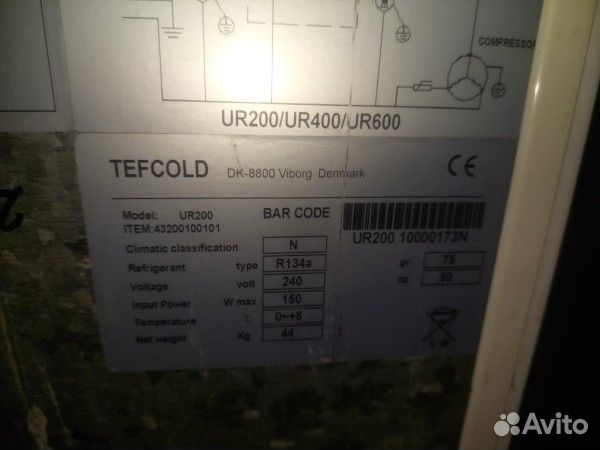 COMPRESSOR
UR200/UR400/UR600
TEFCOLD DK-8800 Viborg Denmark CE
Model: UR200 BAR CODE
ITEM:43200100101
UR200 10000173N
Climatic classification N
Refrigerant type R134a gr. 75
Voltage volt 240 hz 50
Input Power W max 150
Temperature ℃ 0~+8
Net weight Kg 44
Avito